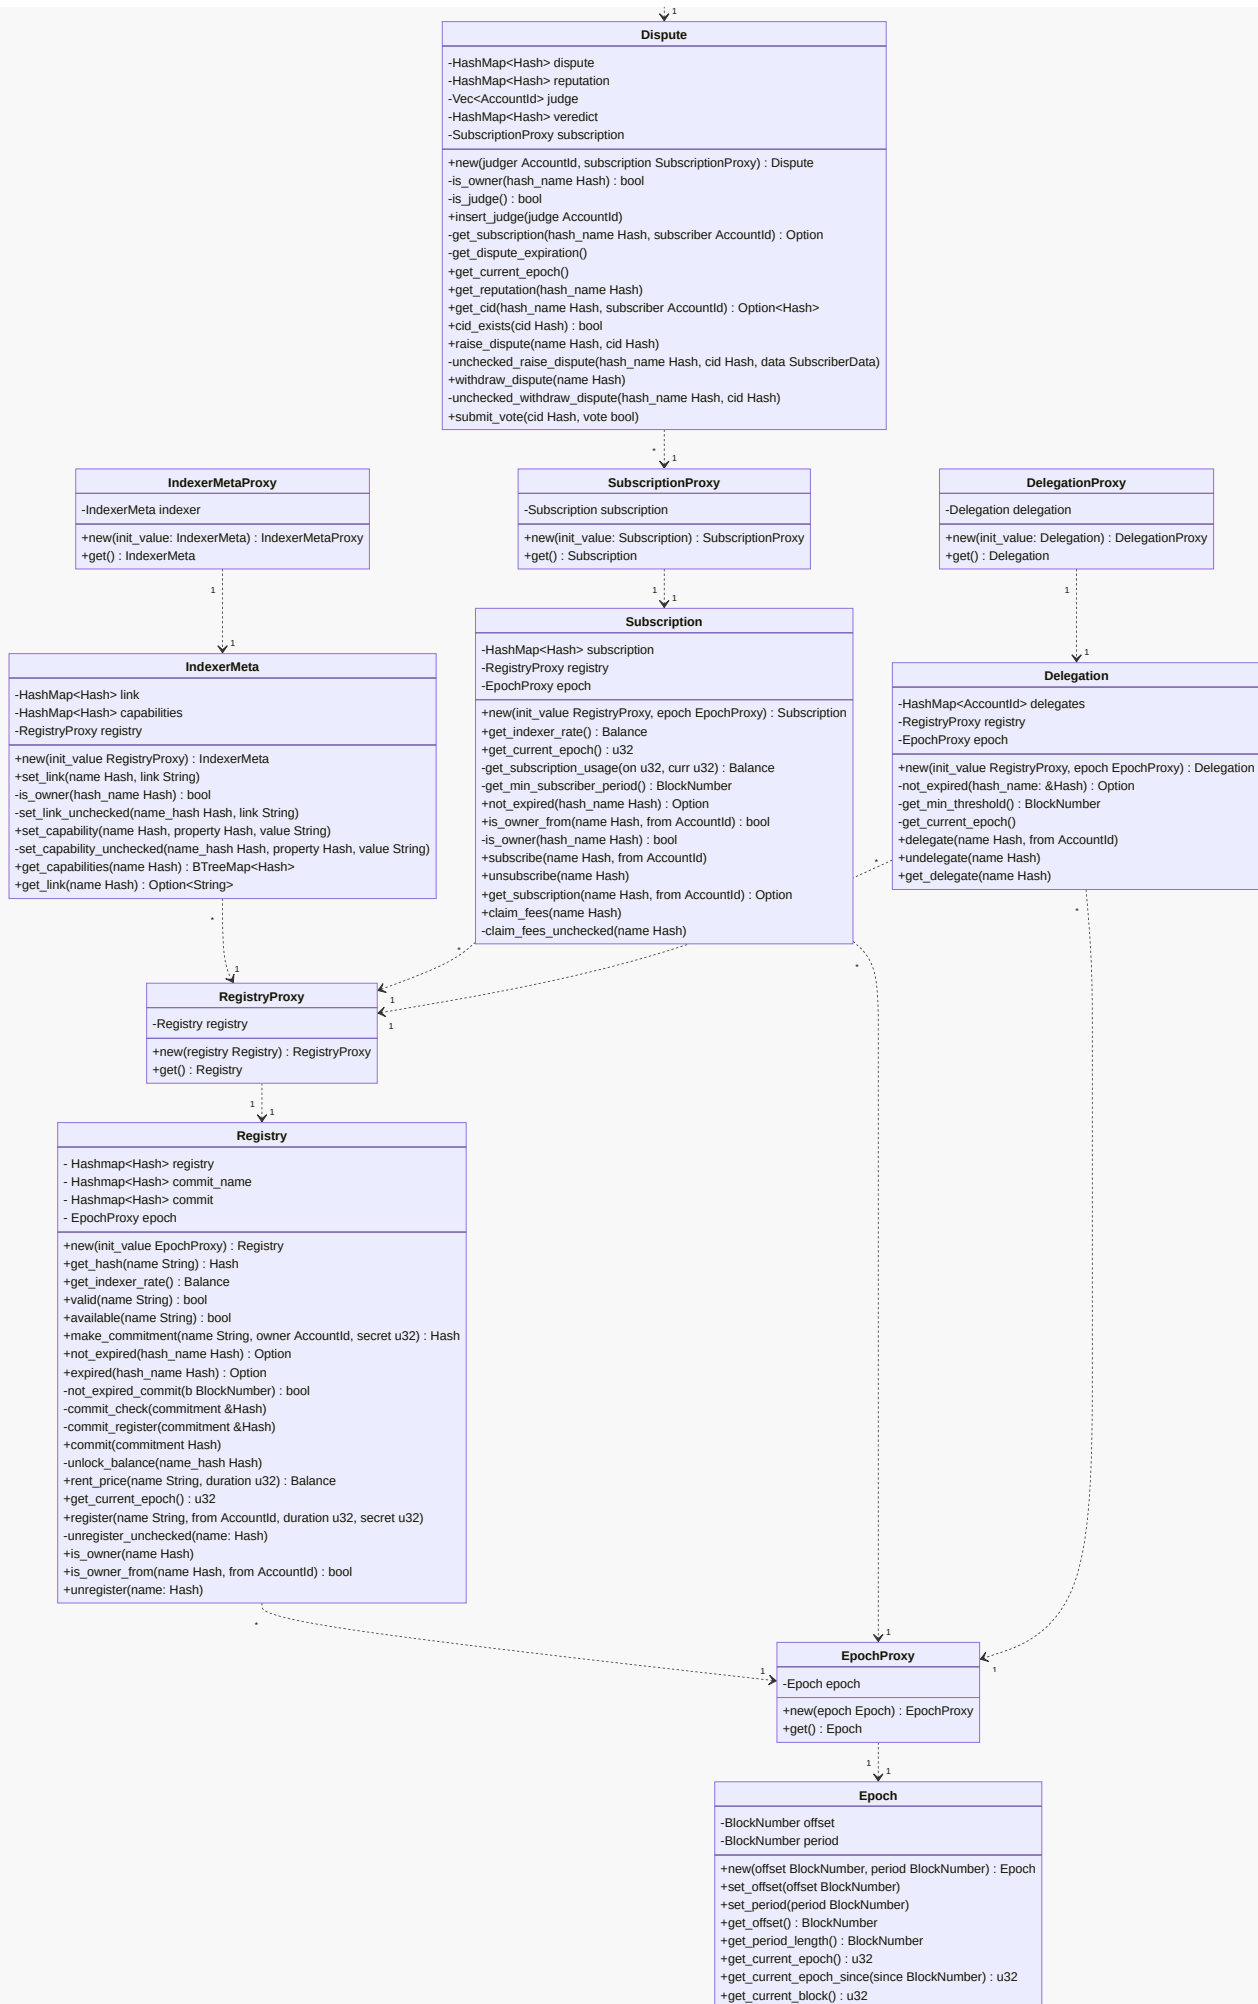 1
Dispute
-HashMap<Hash> dispute
-HashMap<Hash> reputation
-Vec<AccountId> judge
-HashMap<Hash> veredict
-SubscriptionProxy subscription
+new(judger AccountId, subscription SubscriptionProxy) : Dispute
-is_owner(hash_name Hash) : bool
-is_judge() : bool
+insert_judge(judge AccountId)
-get_subscription(hash_name Hash, subscriber AccountId) : Option
-get_dispute_expiration()
+get_current_epoch()
+get_reputation(hash_name Hash)
+get_cid(hash_name Hash, subscriber AccountId) : Option<Hash>
+cid_exists(cid Hash) : bool
+raise_dispute(name Hash, cid Hash)
-unchecked_raise_dispute(hash_name Hash, cid Hash, data SubscriberData)
+withdraw_dispute(name Hash)
-unchecked_withdraw_dispute(hash_name Hash, cid Hash)
+submit_vote(cid Hash, vote bool)
*
1
IndexerMetaProxy
-IndexerMeta indexer
+new(init_value: IndexerMeta) : IndexerMetaProxy
+get() : IndexerMeta
1
1
SubscriptionProxy
-Subscription subscription
+new(init_value: Subscription) : SubscriptionProxy
+get() : Subscription
1
1
DelegationProxy
-Delegation delegation
+new(init_value: Delegation) : DelegationProxy
+get() : Delegation
1
1
IndexerMeta
-HashMap<Hash> link
-HashMap<Hash> capabilities
-RegistryProxy registry
+new(init_value RegistryProxy) : IndexerMeta
+set_link(name Hash, link String)
-is_owner(hash_name Hash) : bool
-set_link_unchecked(name_hash Hash, link String)
+set_capability(name Hash, property Hash, value String)
-set_capability_unchecked(name_hash Hash, property Hash, value String)
+get_capabilities(name Hash) : BTreeMap<Hash>
+get_link(name Hash) : Option<String>
*
1
Subscription
-HashMap<Hash> subscription
-RegistryProxy registry
-EpochProxy epoch
+new(init_value RegistryProxy, epoch EpochProxy) : Subscription
+get_indexer_rate() : Balance
+get_current_epoch() : u32
-get_subscription_usage(on u32, curr u32) : Balance
-get_min_subscriber_period() : BlockNumber
+not_expired(hash_name Hash) : Option
+is_owner_from(name Hash, from AccountId) : bool
-is_owner(hash_name Hash) : bool
+subscribe(name Hash, from AccountId)
+unsubscribe(name Hash)
+get_subscription(name Hash, from AccountId) : Option
+claim_fees(name Hash)
-claim_fees_unchecked(name Hash)
*
*
Delegation
-HashMap<AccountId> delegates
-RegistryProxy registry
-EpochProxy epoch
+new(init_value RegistryProxy, epoch EpochProxy) : Delegation
-not_expired(hash_name: &Hash) : Option
-get_min_threshold() : BlockNumber
-get_current_epoch()
+delegate(name Hash, from AccountId)
+undelegate(name Hash)
+get_delegate(name Hash)
*
*
RegistryProxy
-Registry registry
+new(registry Registry) : RegistryProxy
+get() : Registry
1
1
1
1
Registry
- Hashmap<Hash> registry
- Hashmap<Hash> commit_name
- Hashmap<Hash> commit
- EpochProxy epoch
+new(init_value EpochProxy) : Registry
+get_hash(name String) : Hash
+get_indexer_rate() : Balance
+valid(name String) : bool
+available(name String) : bool
+make_commitment(name String, owner AccountId, secret u32) : Hash
+not_expired(hash_name Hash) : Option
+expired(hash_name Hash) : Option
-not_expired_commit(b BlockNumber) : bool
-commit_check(commitment &Hash)
-commit_register(commitment &Hash)
+commit(commitment Hash)
-unlock_balance(name_hash Hash)
+rent_price(name String, duration u32) : Balance
+get_current_epoch() : u32
+register(name String, from AccountId, duration u32, secret u32)
-unregister_unchecked(name: Hash)
+is_owner(name Hash)
+is_owner_from(name Hash, from AccountId) : bool
+unregister(name: Hash)
*
1
1
1
EpochProxy
-Epoch epoch
+new(epoch Epoch) : EpochProxy
+get() : Epoch
1
1
Epoch
-BlockNumber offset
-BlockNumber period
+new(offset BlockNumber, period BlockNumber) : Epoch
+set_offset(offset BlockNumber)
+set_period(period BlockNumber)
+get_offset() : BlockNumber
+get_period_length() : BlockNumber
+get_current_epoch() : u32
+get_current_epoch_since(since BlockNumber) : u32
+get_current_block() : u32